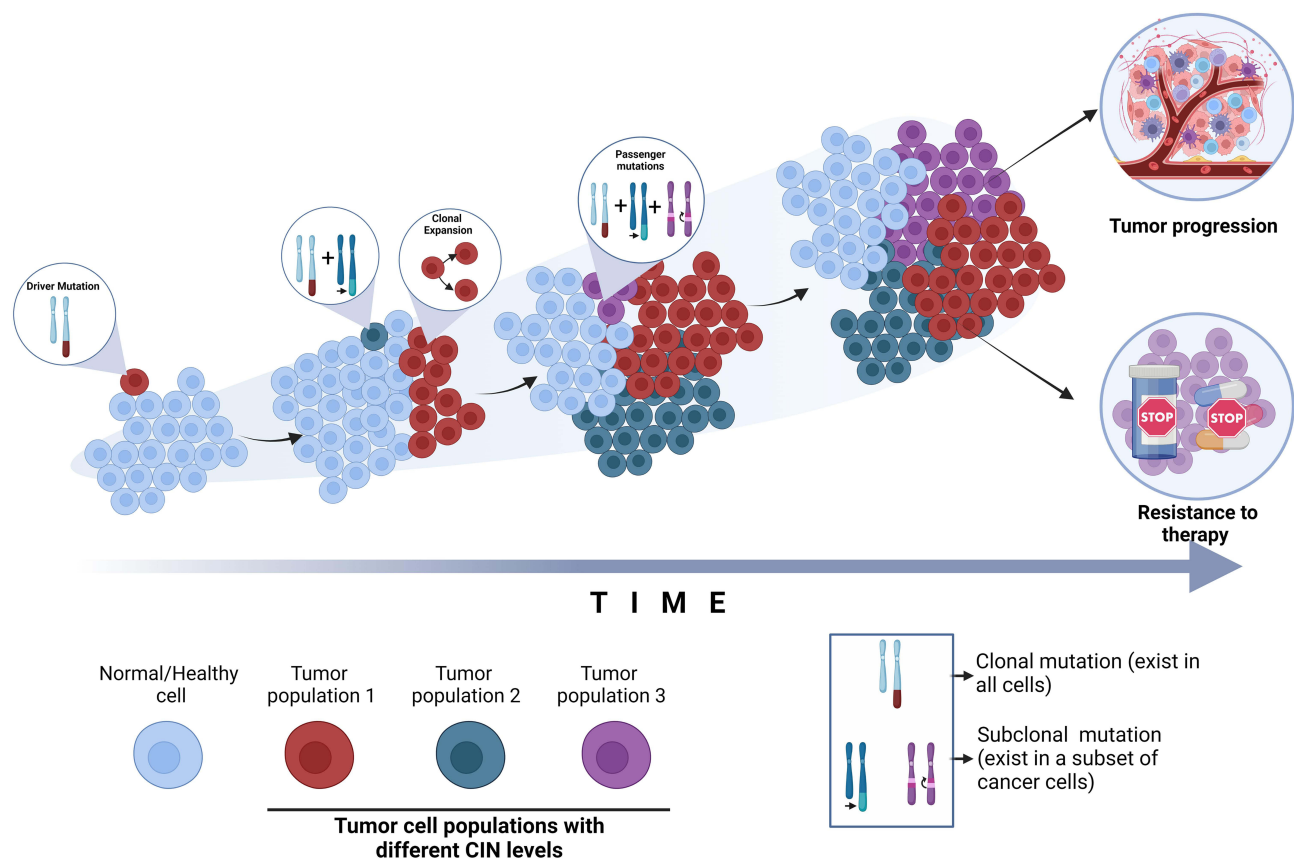 Driver Mutation
+
Clonal
Expansion
Passenger
mutations
+ +
Tumor progression
STOP
STOP
Resistance to
therapy
T I M E
Normal/Healthy
cell
Tumor
population 1
Tumor
population 2
Tumor
population 3
Tumor cell populations with
different CIN levels
Clonal mutation (exist in
all cells)
Subclonal mutation
(exist in a subset of
cancer cells)